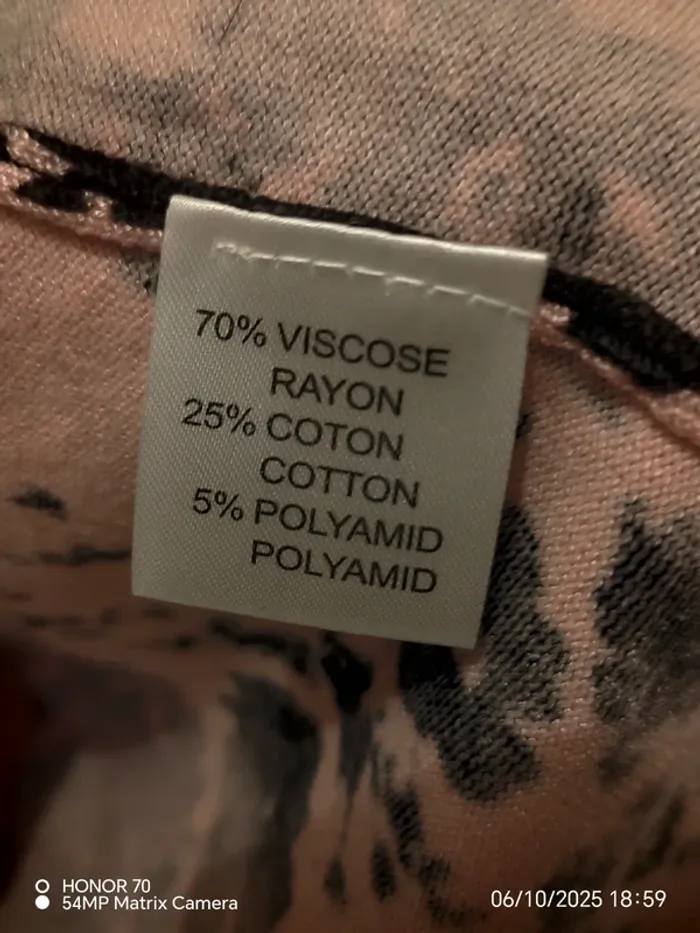 70% VISCOSE
RAYON
25% COTON
COTTON
5% POLYAMID
POLYAMID
HONOR 70
54MP Matrix Camera
06/10/2025 18:59